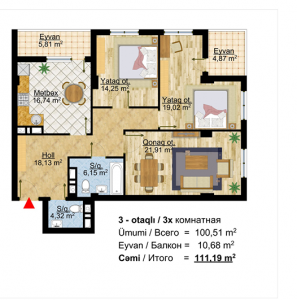 Eyvan
5,81 m²
Eyvan
4,87 m²
Yataq ot.
14,25 m²
Mətbəx
16,74 m²
Yataq ot.
19,02 m²
Qonaq ot.
21,91 m²
Holl
18,13 m²
S/q.
6,15 m²
S/q.
4,32 m²
3 - otaqlı / 3х комнатная
Ümumi / Всего = 100,51 m²
Eyvan / Балкон = 10,68 m²
Cəmi / Итого = 111,19 m²